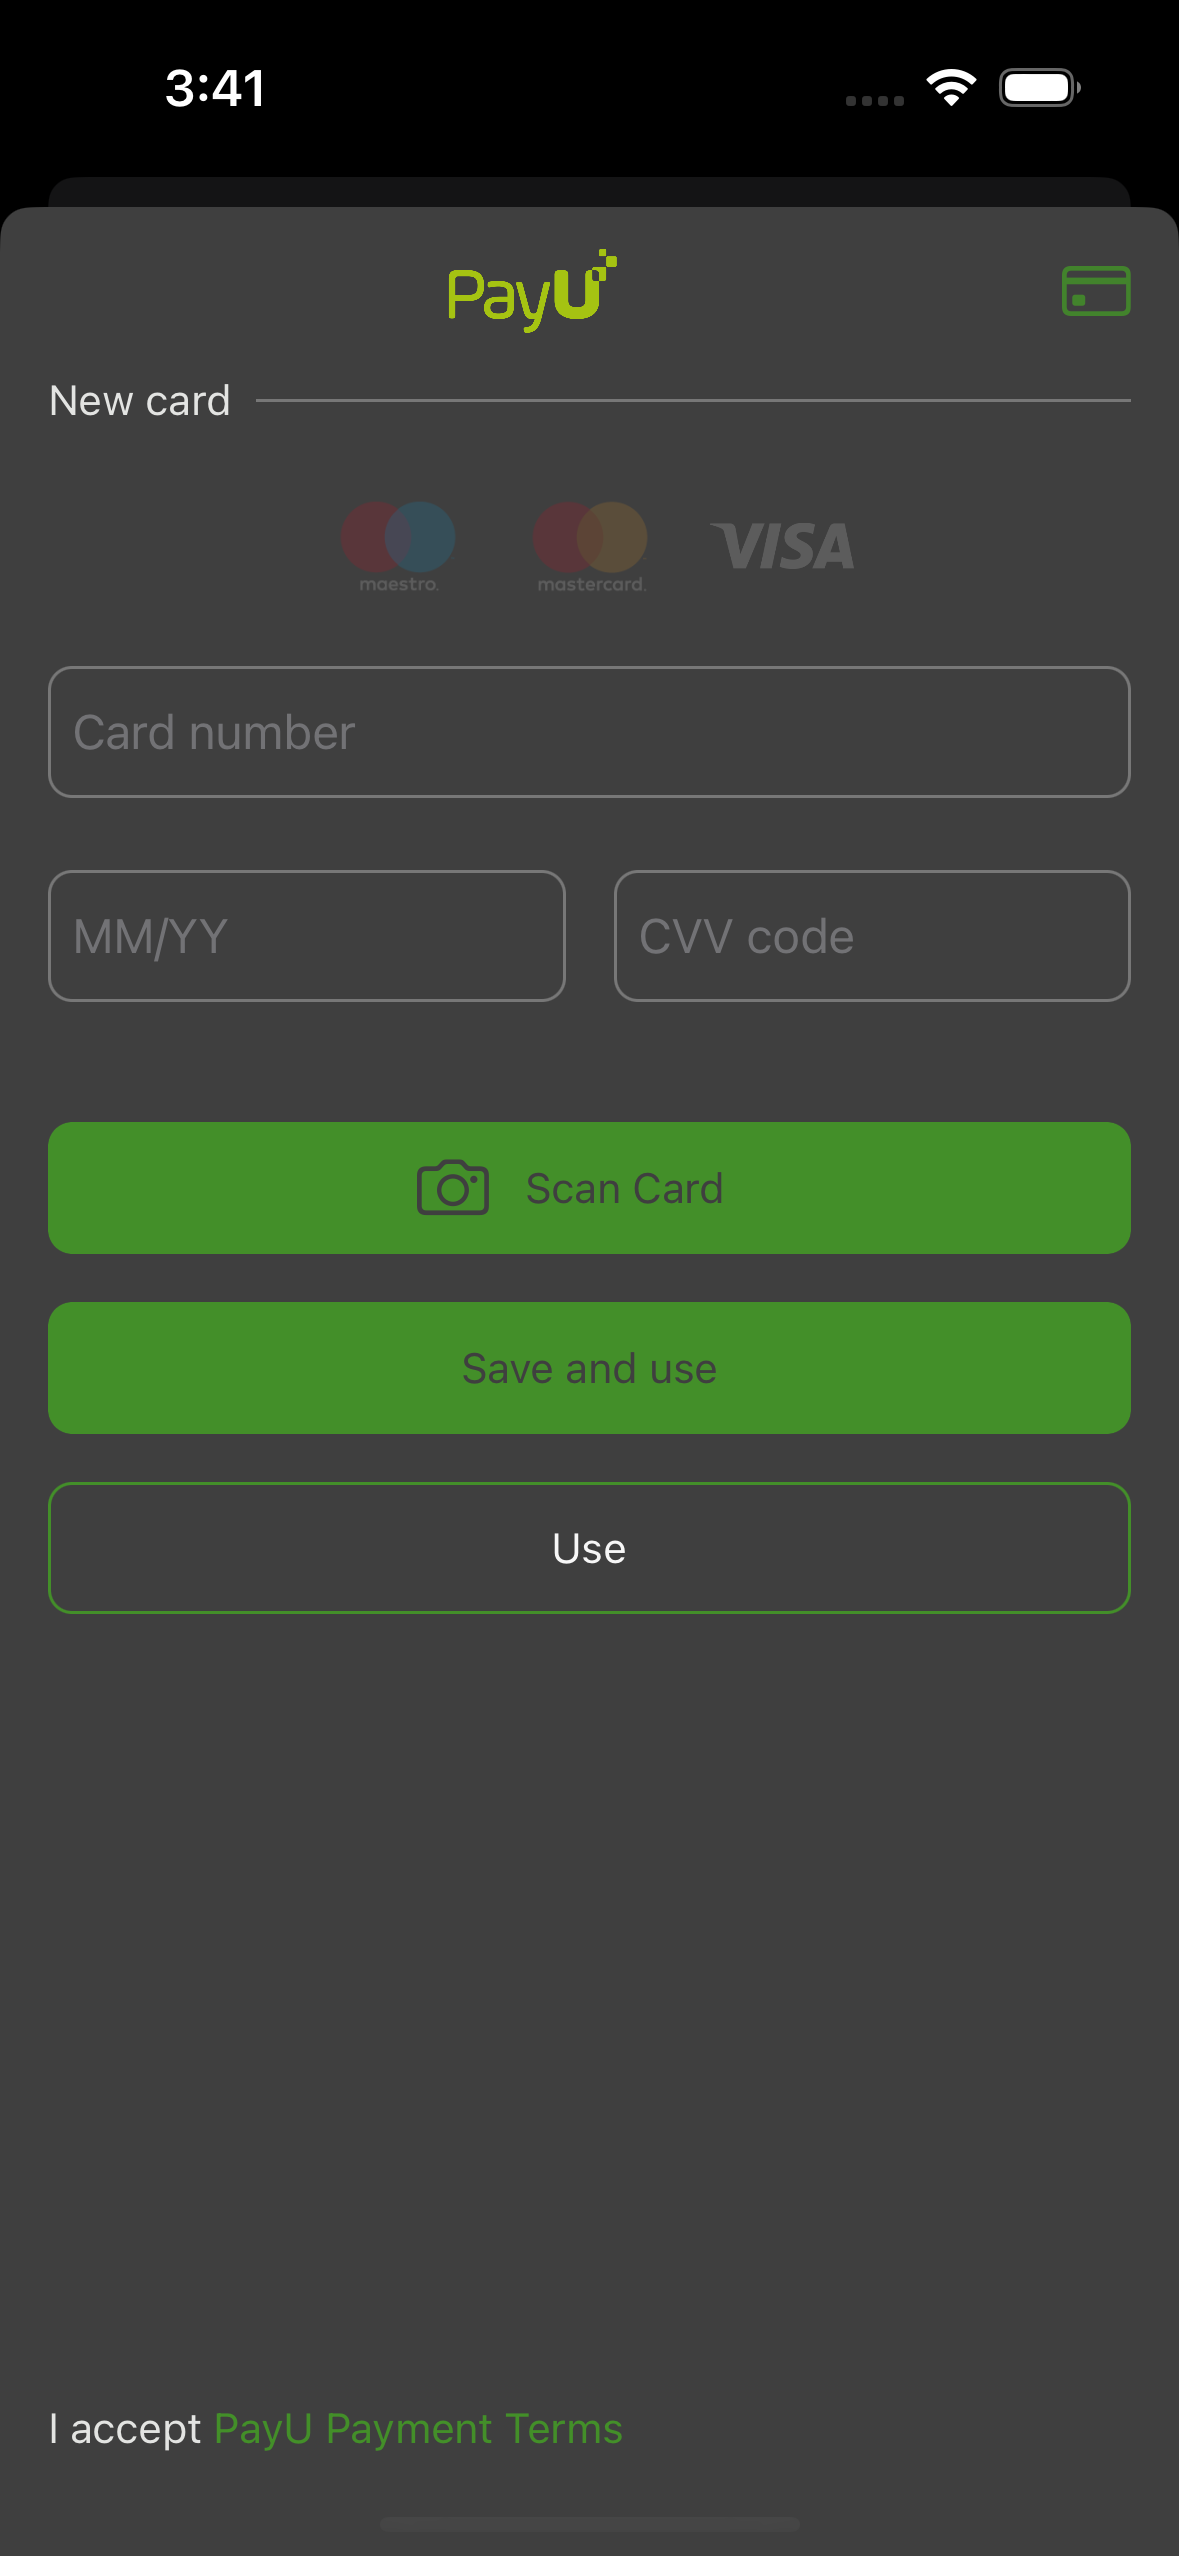 3:41
PayU
New card
maestro.
mastercard.
VISA
Card number
MM/YY
CVV code
Scan Card
Save and use
Use
I accept PayU Payment Terms